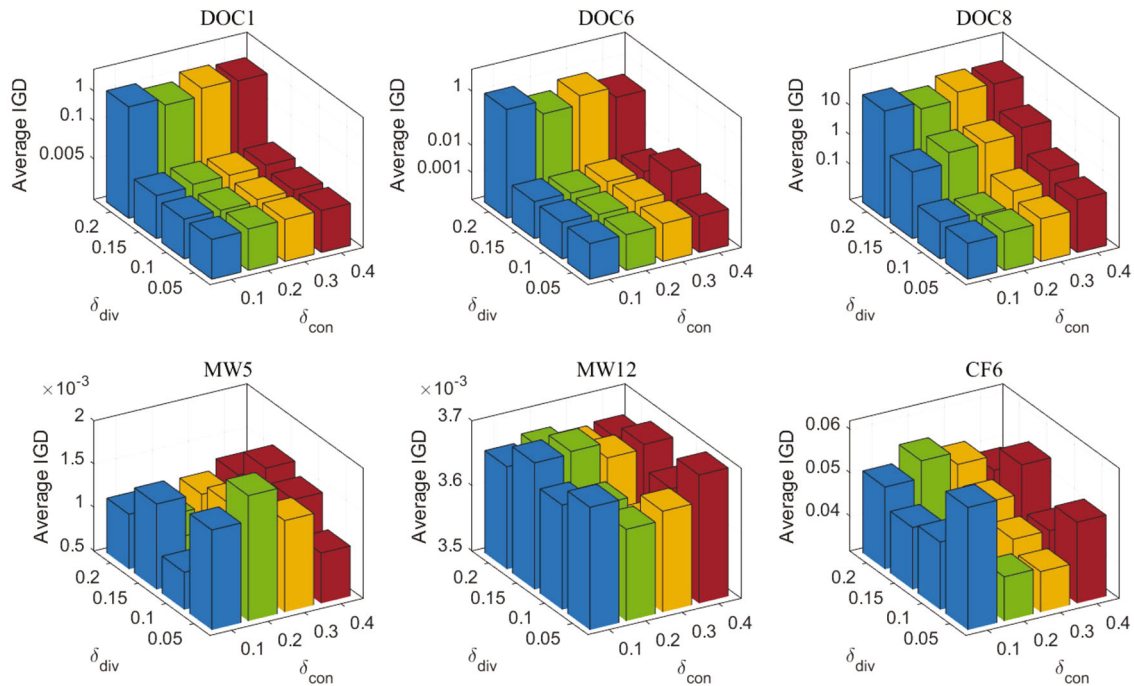 DOC1
Average IGD
1
0.1
0.005
0.2
0.15
0.1
0.05
δdiv
0.1
0.2
0.3
0.4
δcon
DOC6
Average IGD
1
0.01
0.001
0.2
0.15
0.1
0.05
δdiv
0.1
0.2
0.3
0.4
δcon
DOC8
Average IGD
10
1
0.1
0.2
0.15
0.1
0.05
δdiv
0.1
0.2
0.3
0.4
δcon
MW5
×10⁻³
Average IGD
2
1.5
1
0.5
0.2
0.15
0.1
0.05
δdiv
0.1
0.2
0.3
0.4
δcon
MW12
×10⁻³
Average IGD
3.7
3.6
3.5
0.2
0.15
0.1
0.05
δdiv
0.1
0.2
0.3
0.4
δcon
CF6
Average IGD
0.06
0.05
0.04
0.2
0.15
0.1
0.05
δdiv
0.1
0.2
0.3
0.4
δcon